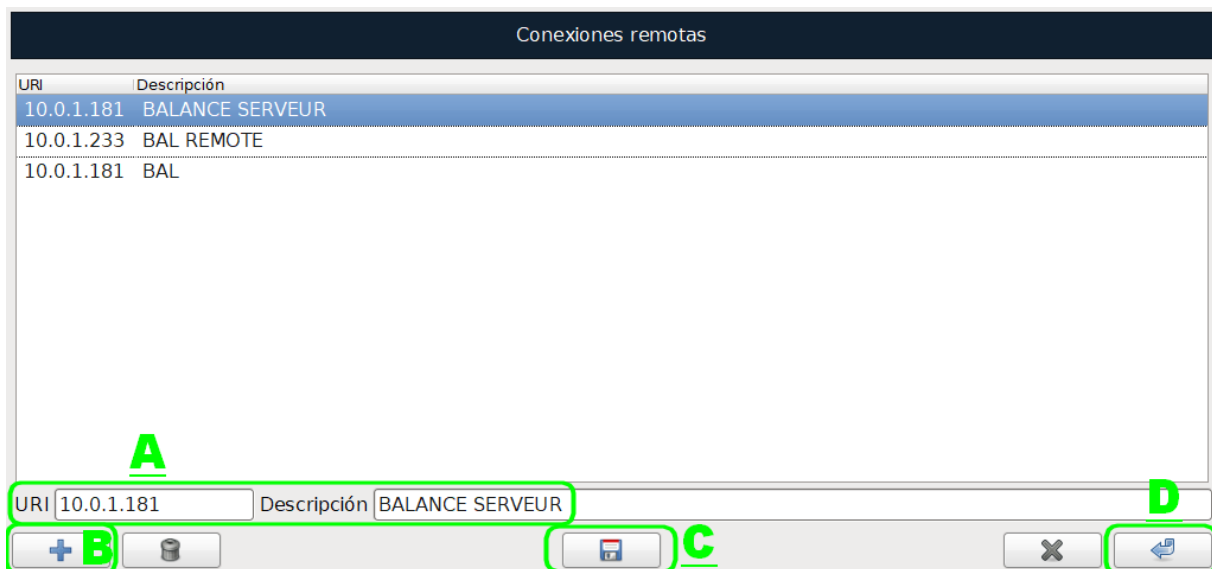 Conexiones remotas
URI Descripción
10.0.1.181 BALANCE SERVEUR
10.0.1.233 BAL REMOTE
10.0.1.181 BAL
A
URI 10.0.1.181 Descripción BALANCE SERVEUR
D
B
C